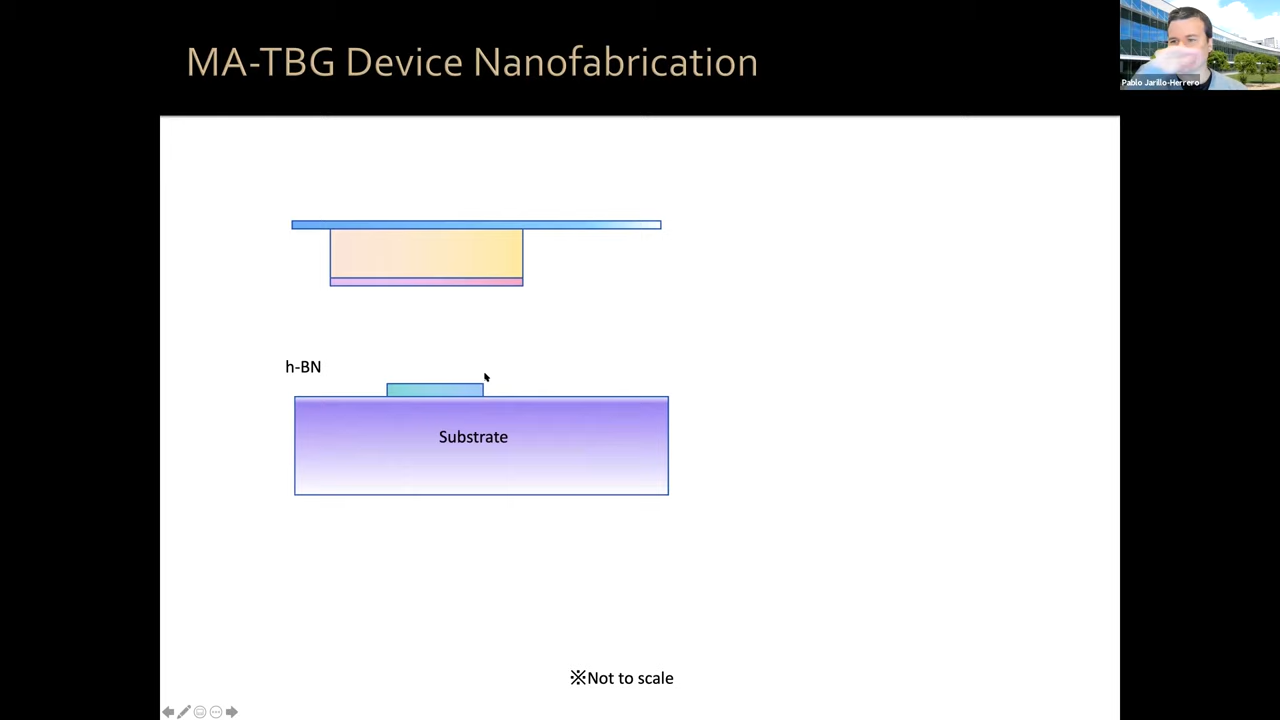 MA-TBG Device Nanofabrication
Pablo Jarillo-Herrero
h-BN
Substrate
※Not to scale